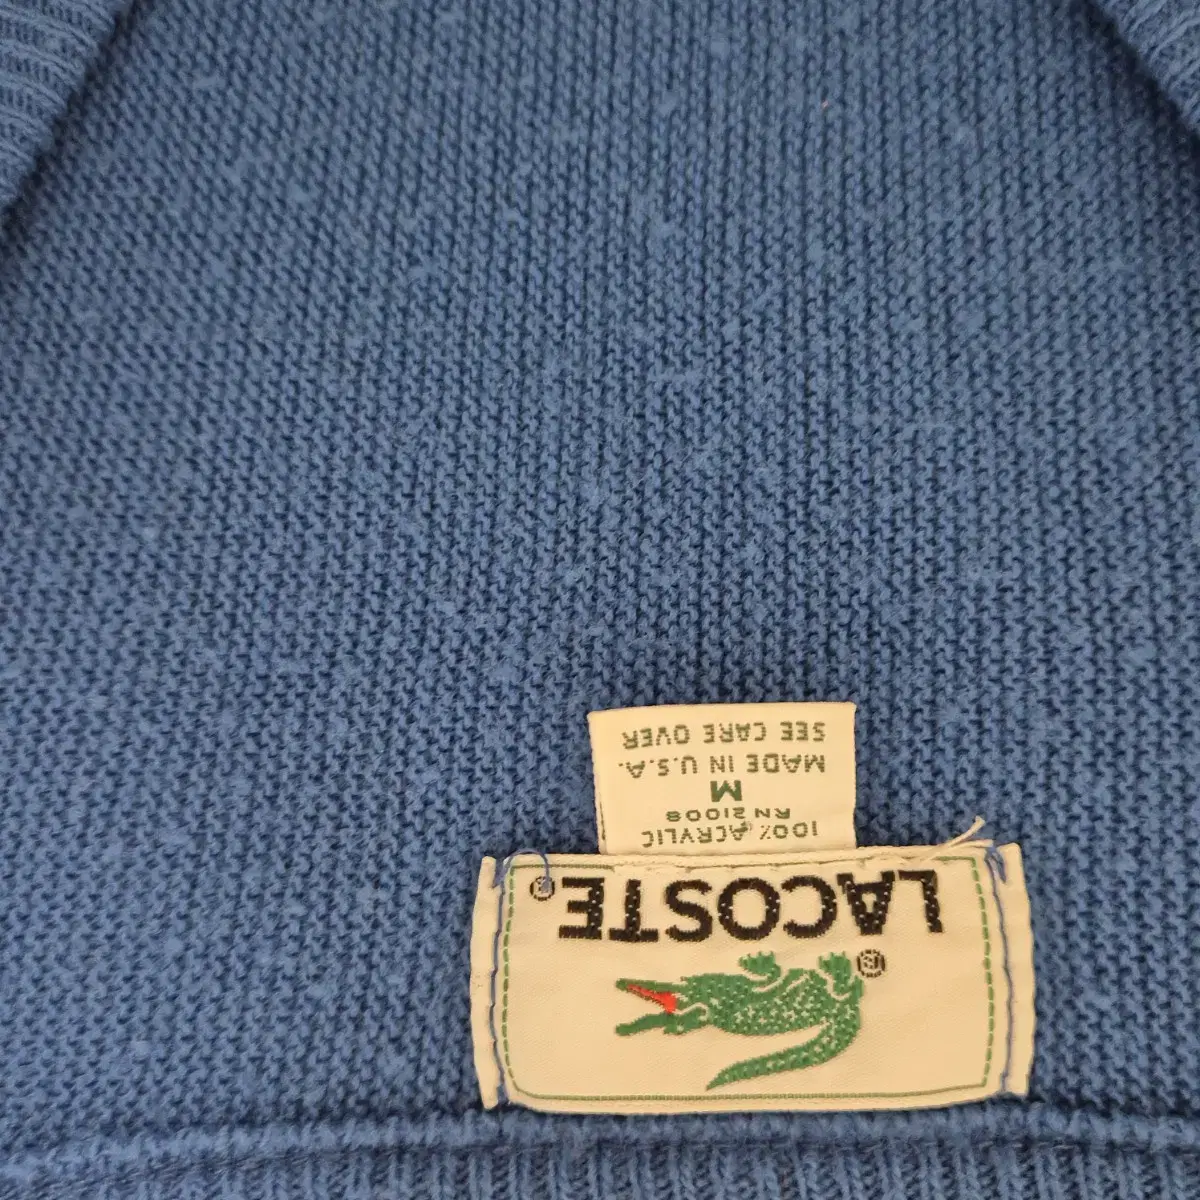 LACOSTE®
®
100% ACRYLIC
RN 21008
M
MADE IN U.S.A.
SEE CARE OVER